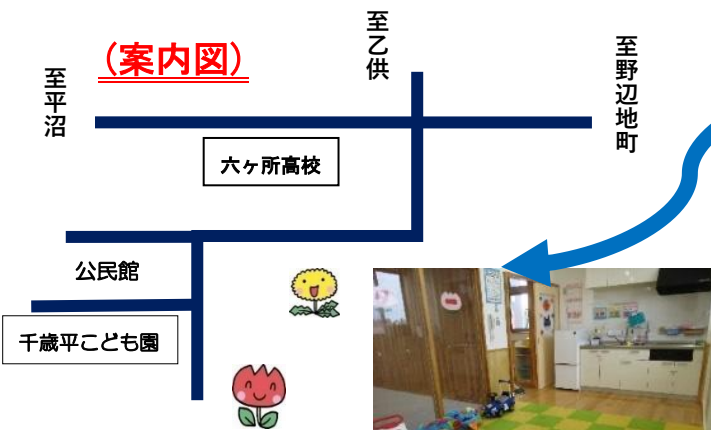 (案内図)
至乙供
至野辺地町
至平沼
六ヶ所高校
公民館
千歳平こども園